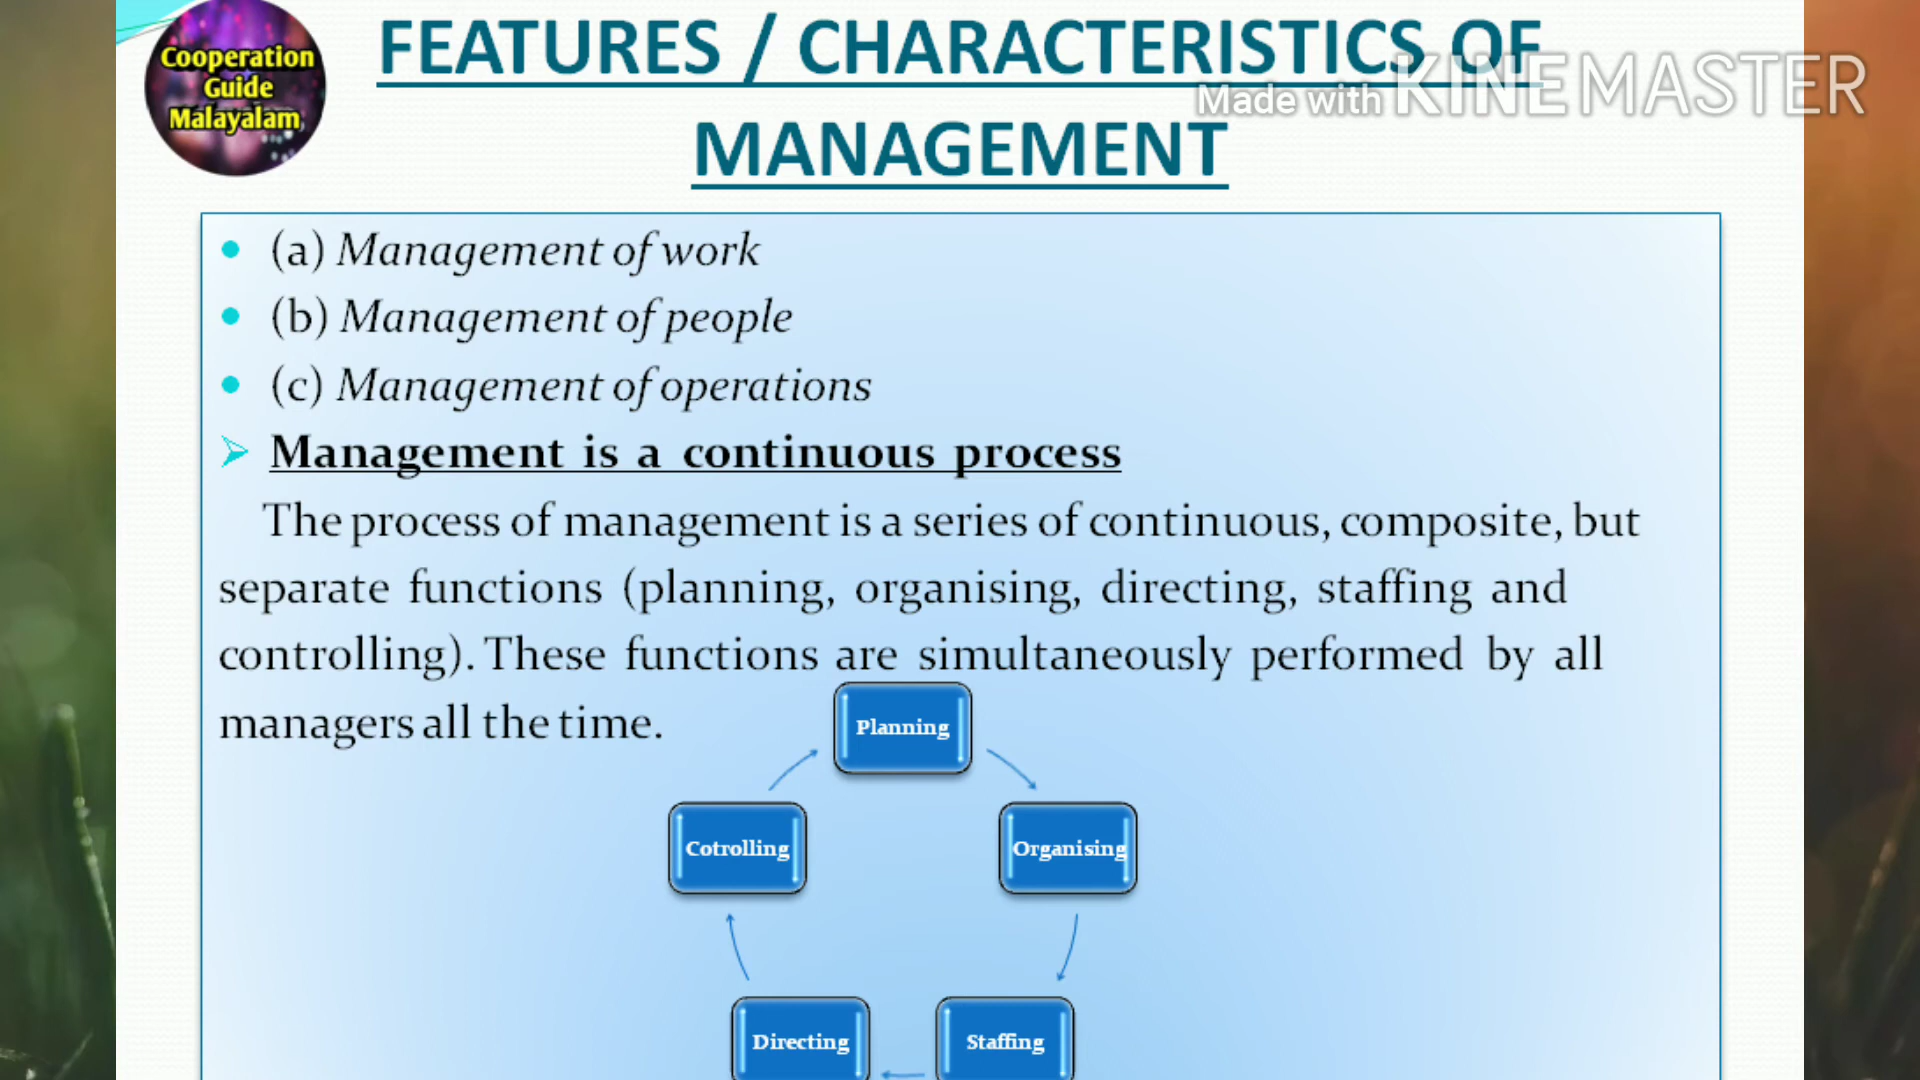 Cooperation
Guide
Malayalam
FEATURES / CHARACTERISTICS OF
MANAGEMENT
Made with KINEMASTER
(a) Management of work
(b) Management of people
(c) Management of operations
Management is a continuous process
The process of management is a series of continuous, composite, but
separate functions (planning, organising, directing, staffing and
controlling). These functions are simultaneously performed by all
managers all the time.
Planning
Organising
Staffing
Directing
Cotrolling